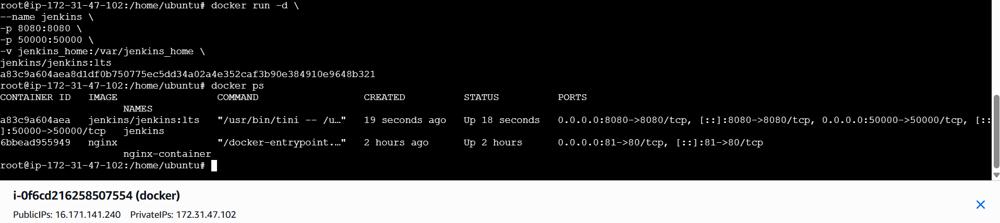 root@ip-172-31-47-102:/home/ubuntu# docker run -d \
--name jenkins \
-p 8080:8080 \
-p 50000:50000 \
-v jenkins_home:/var/jenkins_home \
jenkins/jenkins:lts
a83c9a604aea8d1df0b750775ec5dd34a02a4e352caf3b90e384910e9648b321
root@ip-172-31-47-102:/home/ubuntu# docker ps
CONTAINER ID   IMAGE                 COMMAND                  CREATED          STATUS          PORTS
                     NAMES
a83c9a604aea   jenkins/jenkins:lts   "/usr/bin/tini -- /u…"   19 seconds ago   Up 18 seconds   0.0.0.0:8080->8080/tcp, [::]:8080->8080/tcp, 0.0.0.0:50000->50000/tcp, [::
]:50000->50000/tcp   jenkins
6bbead955949   nginx                 "/docker-entrypoint.…"   2 hours ago      Up 2 hours      0.0.0.0:81->80/tcp, [::]:81->80/tcp
                     nginx-container
root@ip-172-31-47-102:/home/ubuntu#
i-0f6cd216258507554 (docker)
PublicIPs: 16.171.141.240   PrivateIPs: 172.31.47.102